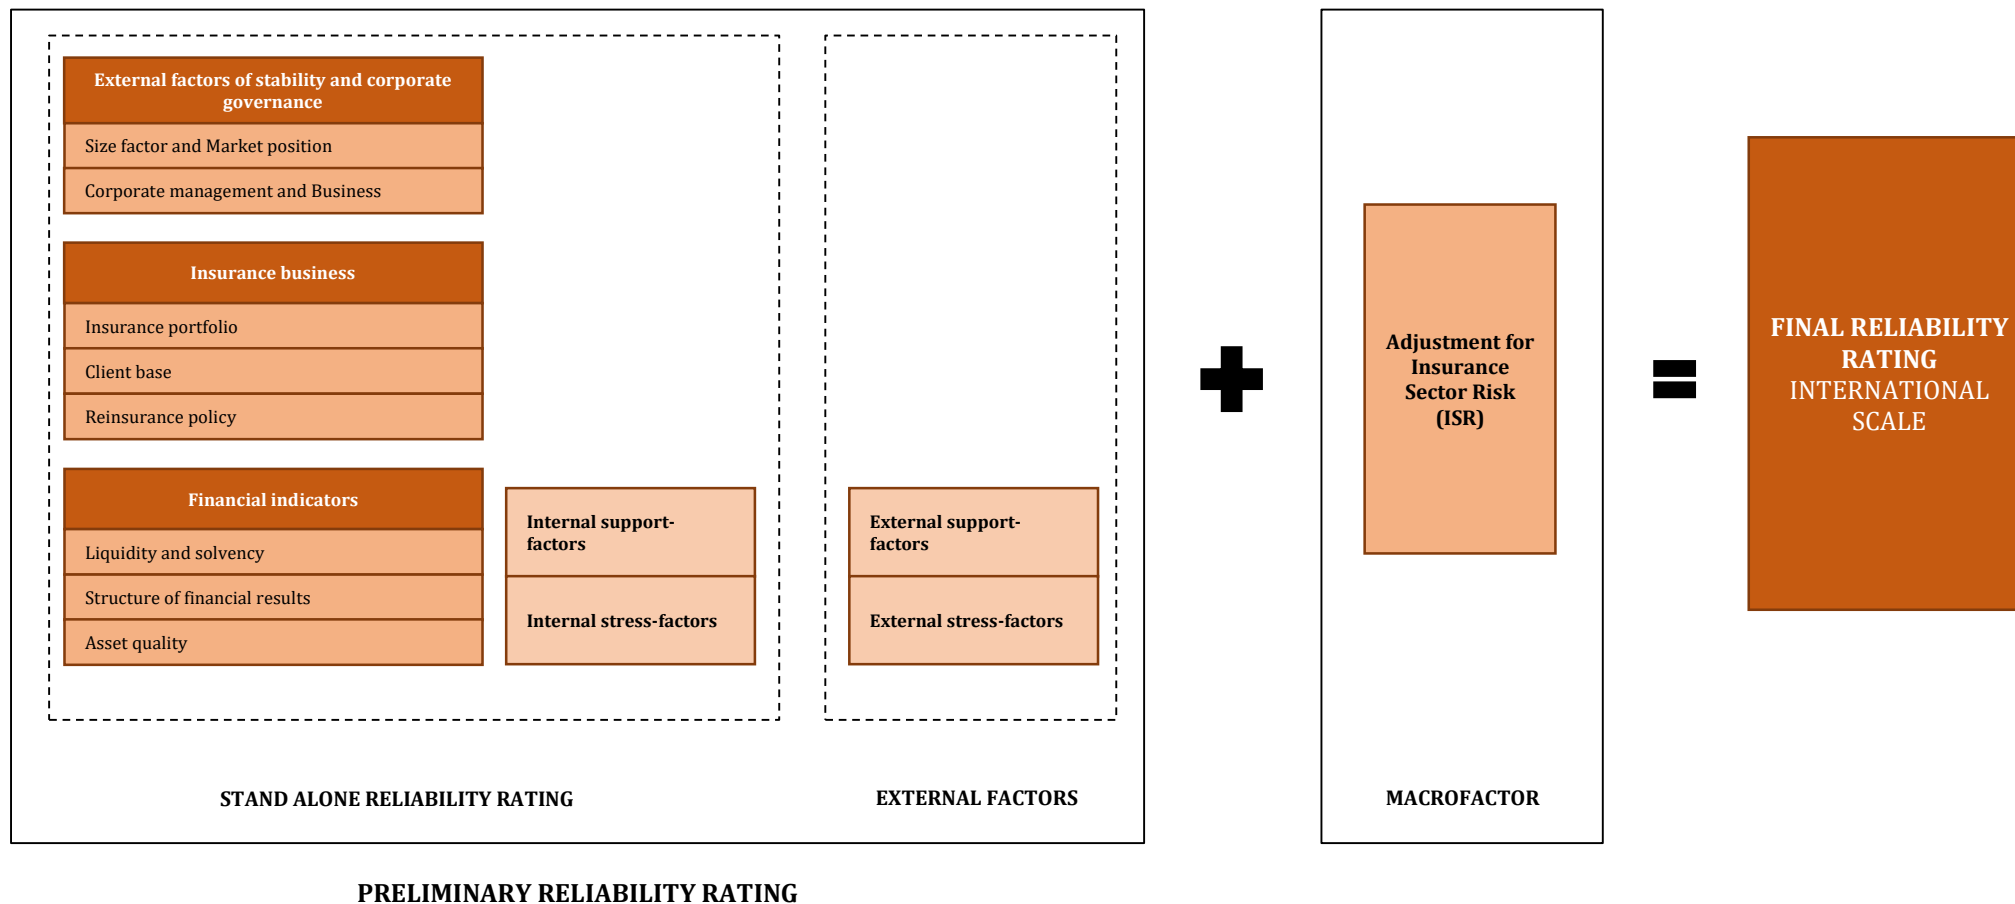 External factors of stability and corporate
governance
Size factor and Market position
Corporate management and Business
Insurance business
Insurance portfolio
Client base
Reinsurance policy
Financial indicators
Liquidity and solvency
Structure of financial results
Asset quality
Internal support-
factors
Internal stress-factors
External support-
factors
External stress-factors
STAND ALONE RELIABILITY RATING
EXTERNAL FACTORS
PRELIMINARY RELIABILITY RATING
Adjustment for
Insurance
Sector Risk
(ISR)
MACROFACTOR
FINAL RELIABILITY
RATING
INTERNATIONAL
SCALE